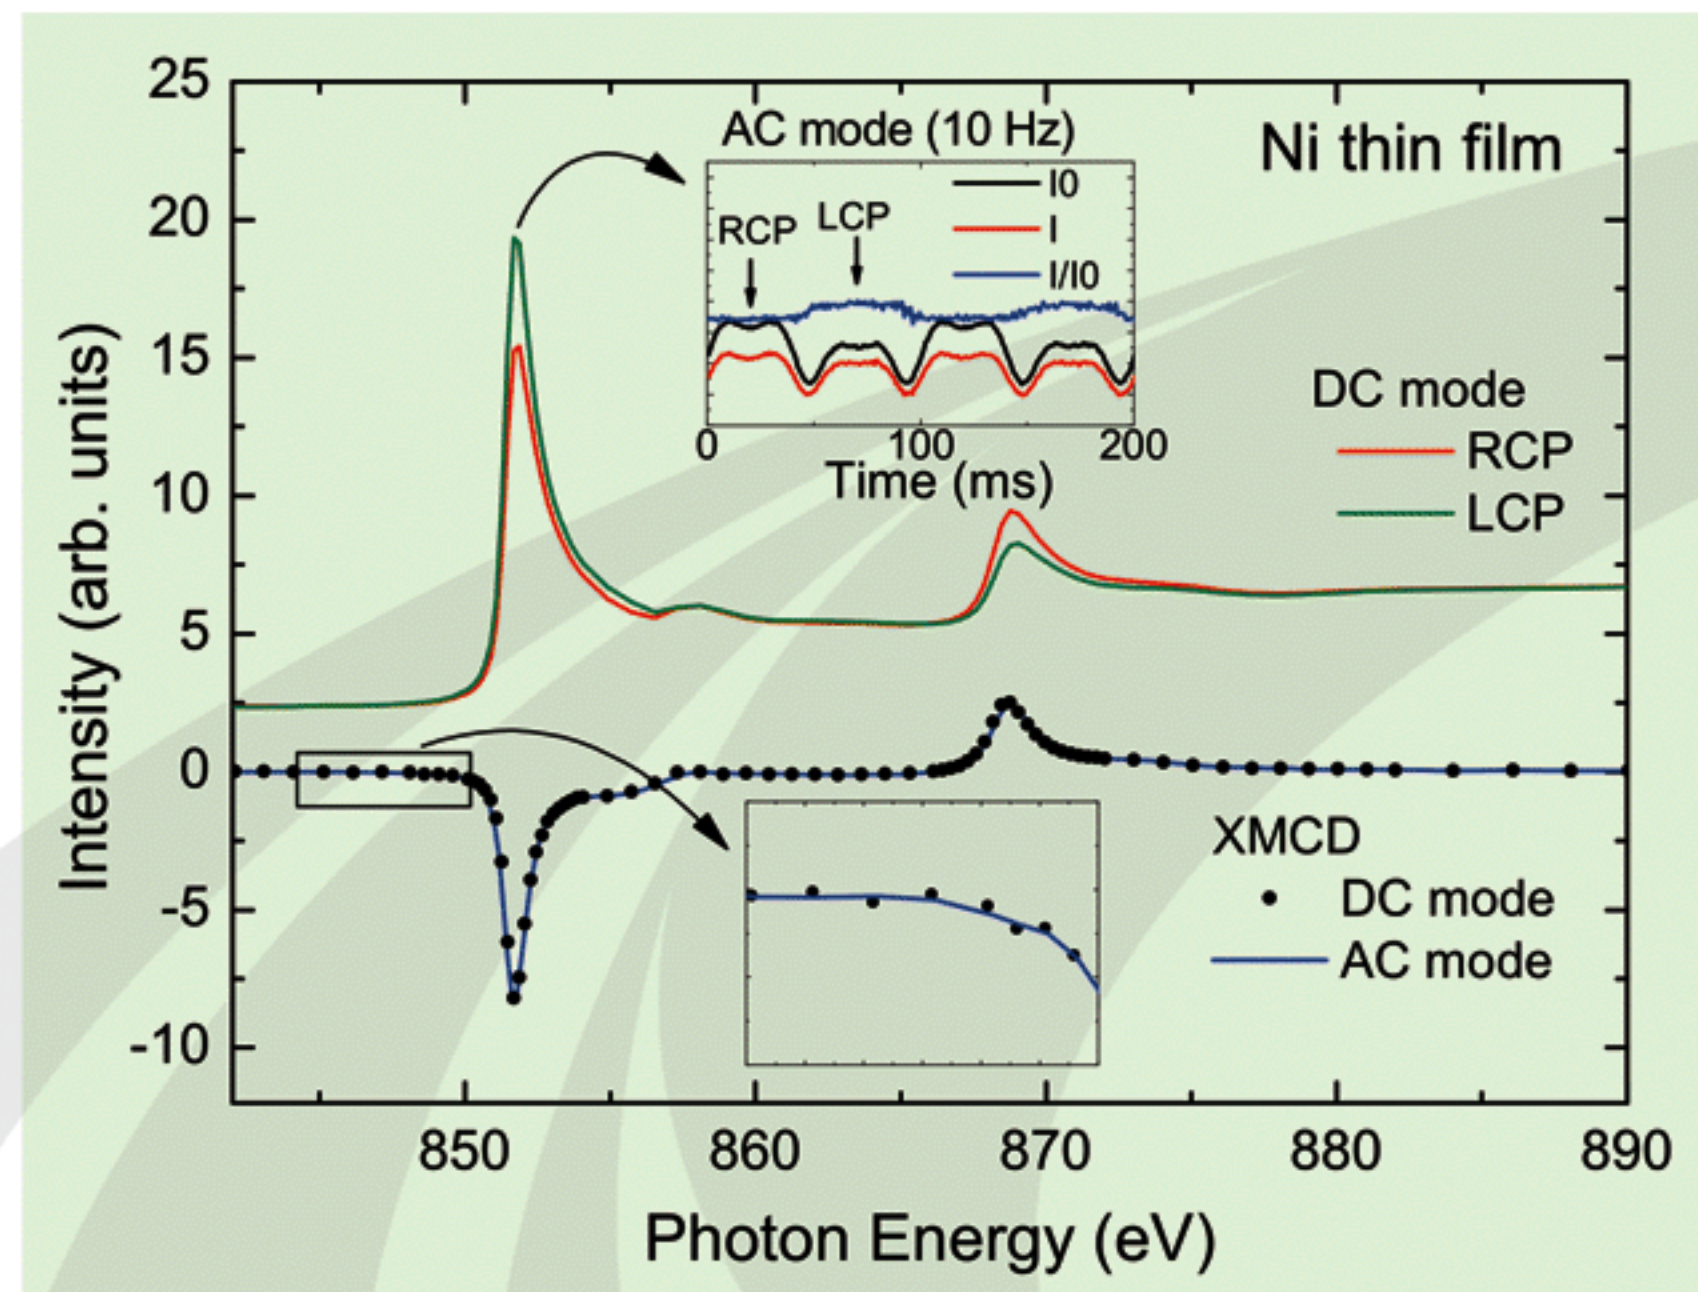 25
20
15
10
5
0
-5
-10
Intensity (arb. units)
850
860
870
880
890
Photon Energy (eV)
Ni thin film
AC mode (10 Hz)
I0
I
I/I0
RCP
LCP
0
100
200
Time (ms)
DC mode
RCP
LCP
XMCD
DC mode
AC mode